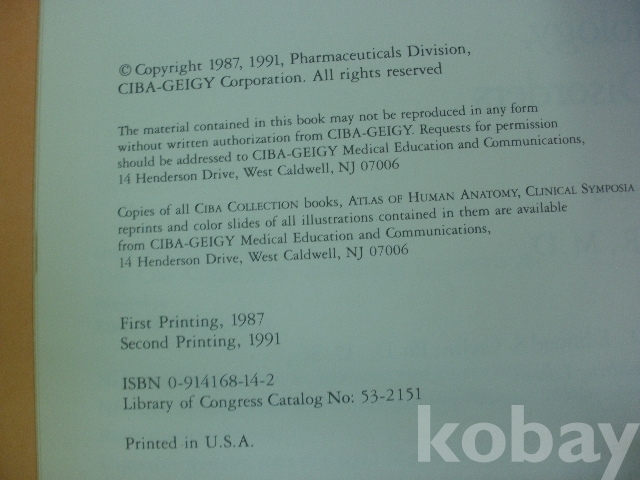 © Copyright 1987, 1991, Pharmaceuticals Division,
CIBA-GEIGY Corporation. All rights reserved
The material contained in this book may not be reproduced in any form
without written authorization from CIBA-GEIGY. Requests for permission
should be addressed to CIBA-GEIGY Medical Education and Communications,
14 Henderson Drive, West Caldwell, NJ 07006
Copies of all CIBA COLLECTION books, ATLAS OF HUMAN ANATOMY, CLINICAL SYMPOSIA
reprints and color slides of all illustrations contained in them are available
from CIBA-GEIGY Medical Education and Communications,
14 Henderson Drive, West Caldwell, NJ 07006
First Printing, 1987
Second Printing, 1991
ISBN 0-914168-14-2
Library of Congress Catalog No: 53-2151
Printed in U.S.A.
kobay